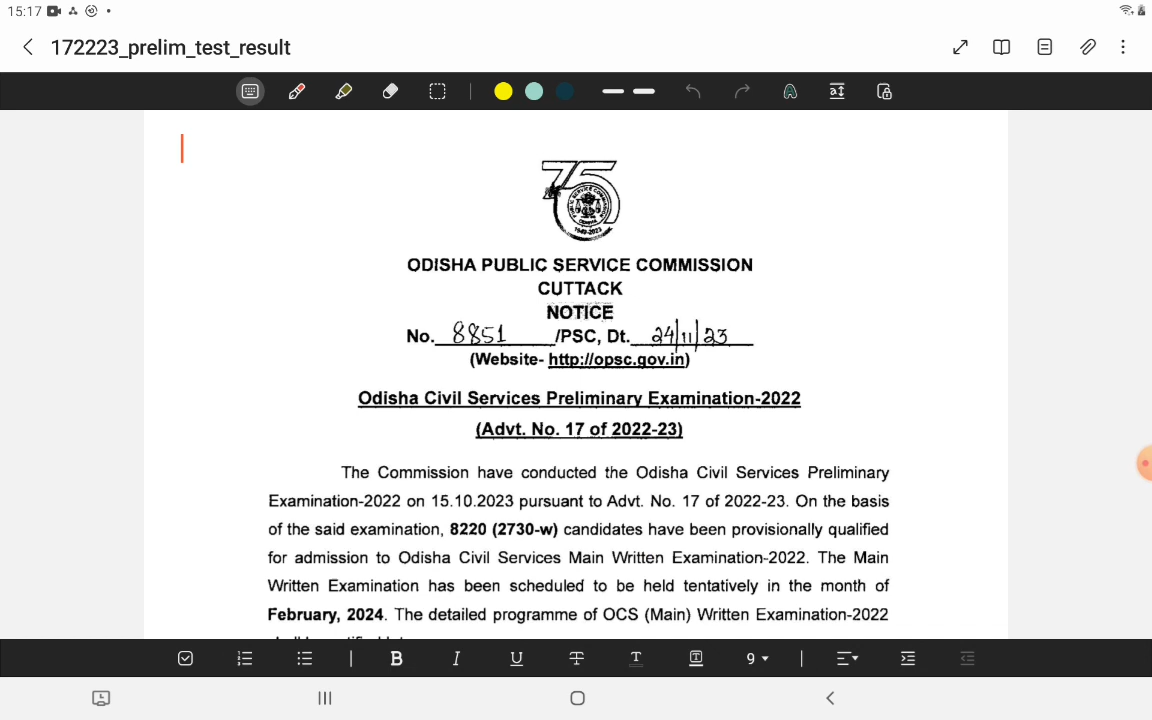 15:17
172223_prelim_test_result
75
1949-2023
ODISHA PUBLIC SERVICE COMMISSION
CUTTACK
NOTICE
No. 8851 /PSC, Dt. 24/11/23
(Website- http://opsc.gov.in)
Odisha Civil Services Preliminary Examination-2022
(Advt. No. 17 of 2022-23)
The Commission have conducted the Odisha Civil Services Preliminary
Examination-2022 on 15.10.2023 pursuant to Advt. No. 17 of 2022-23. On the basis
of the said examination, 8220 (2730-w) candidates have been provisionally qualified
for admission to Odisha Civil Services Main Written Examination-2022. The Main
Written Examination has been scheduled to be held tentatively in the month of
February, 2024. The detailed programme of OCS (Main) Written Examination-2022
B I U T T T 9